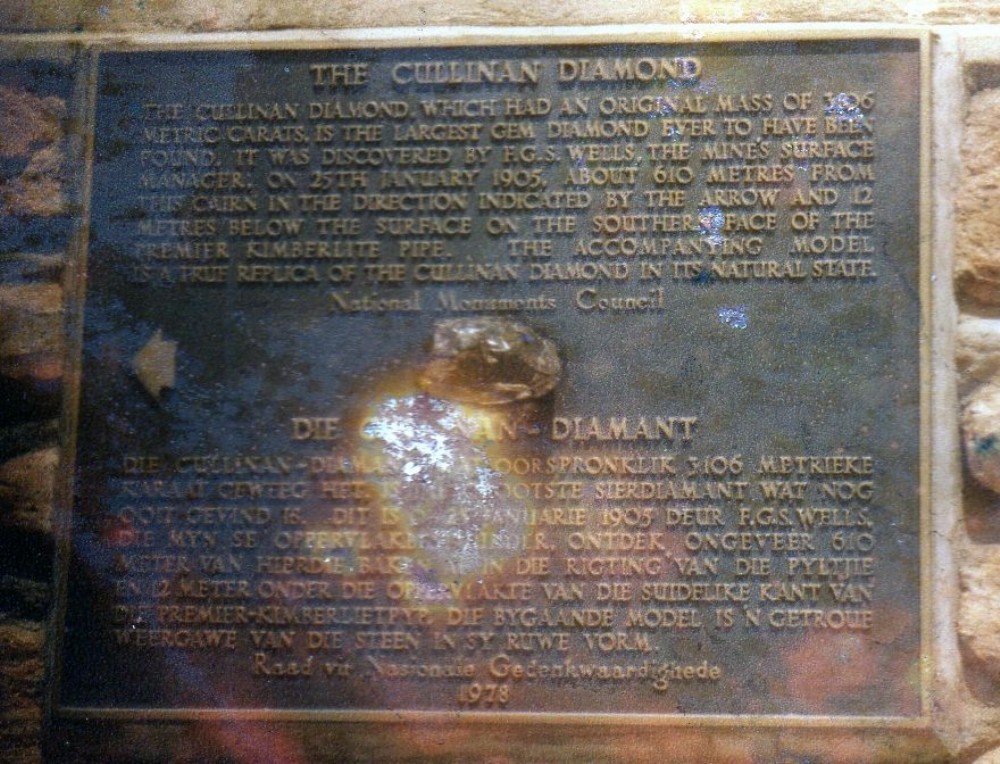 THE CULLINAN DIAMOND
THE CULLINAN DIAMOND, WHICH HAD AN ORIGINAL MASS OF 3106
METRIC CARATS, IS THE LARGEST GEM DIAMOND EVER TO HAVE BEEN
FOUND. IT WAS DISCOVERED BY F.G.S. WELLS, THE MINE'S SURFACE
MANAGER, ON 25TH JANUARY 1905, ABOUT 610 METRES FROM
THIS CAIRN IN THE DIRECTION INDICATED BY THE ARROW AND 12
METRES BELOW THE SURFACE ON THE SOUTHERN FACE OF THE
PREMIER KIMBERLITE PIPE. THE ACCOMPANYING MODEL
IS A TRUE REPLICA OF THE CULLINAN DIAMOND IN ITS NATURAL STATE.
National Monuments Council
DIE DIAMANT
DIE CULLINAN-DIAMANT OORSPRONKLIK 3106 METRIEKE
KARAAT GEWEEG HET, IS SIERDIAMANT WAT NOG
OOIT GEVIND IS. DIT IS JANUARIE 1905 DEUR F.G.S. WELLS,
DIE MYN SE ONTDEK, ONGEVEER 610
METER VAN HIERDIE BAKEN IN DIE RIGTING VAN DIE PYLTJIE
EN 12 METER ONDER DIE OPPERVLAKTE VAN DIE SUIDELIKE KANT VAN
DIE PREMIER-KIMBERLIETPYP. DIE BYGAANDE MODEL IS 'N GETROUE
WEERGAWE VAN DIE STEEN IN SY RUWE VORM.
Raad vir Nasionale Gedenkwaardighede
1978